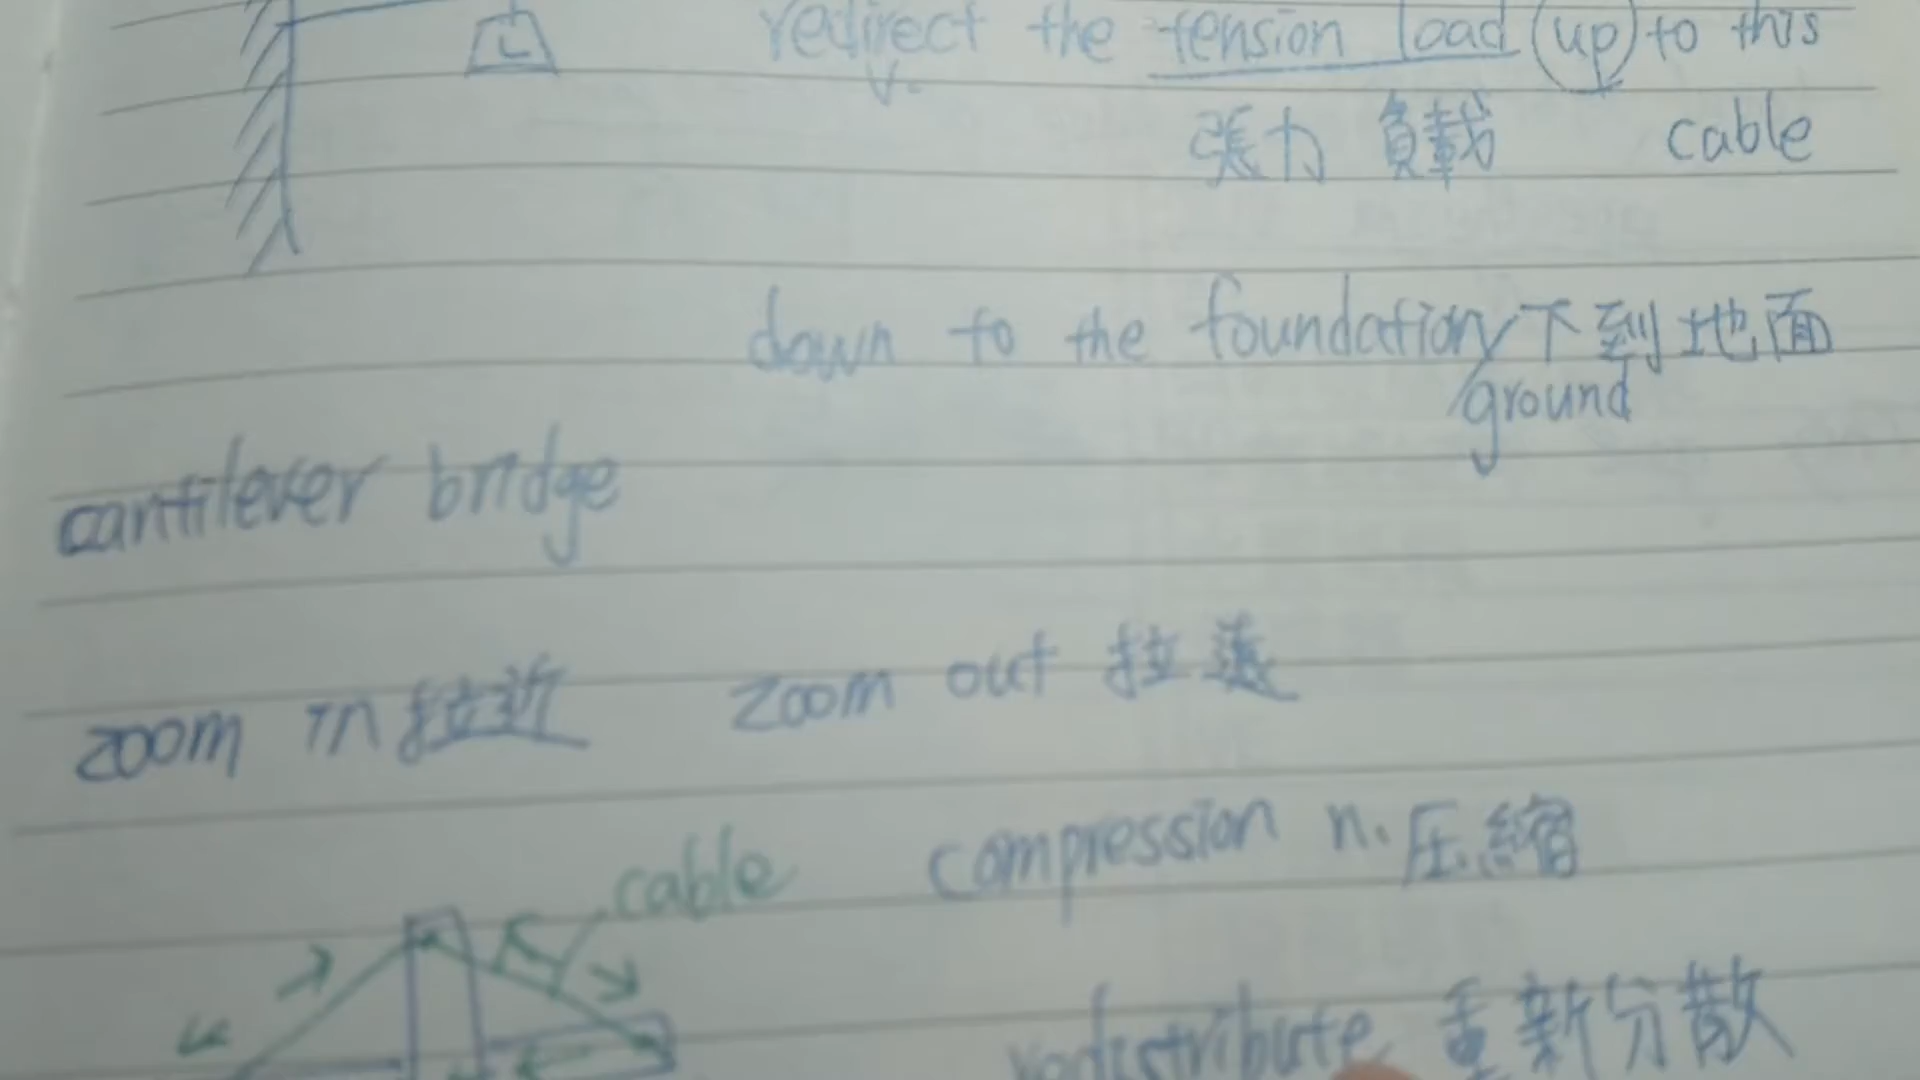 L redirect the tension load up to this
v. 張力 負載 cable
down to the foundation/ground 下到地面
cantilever bridge
zoom in 拉近 zoom out 拉遠
cable compression n. 压縮
redistribute 重新分散